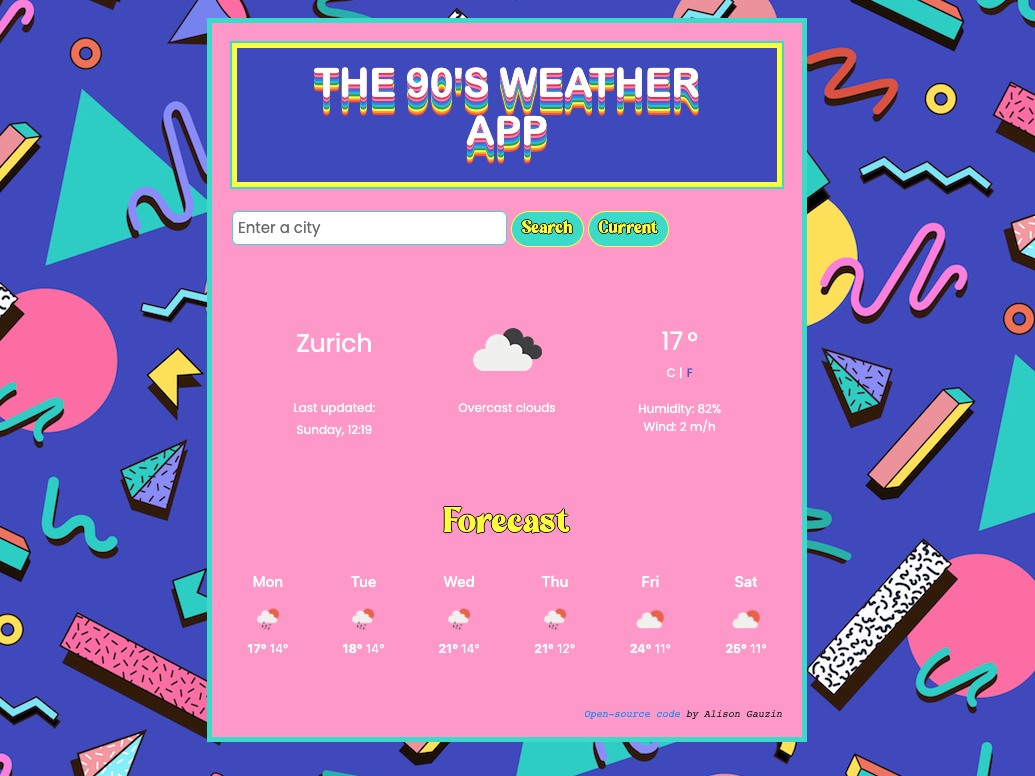 THE 90'S WEATHER
APP
Enter a city
Search
Current
Zurich
17 °
C | F
Last updated:
Sunday, 12:19
Overcast clouds
Humidity: 82%
Wind: 2 m/h
Forecast
Mon Tue Wed Thu Fri Sat
17° 14° 18° 14° 21° 14° 21° 12° 24° 11° 25° 11°
Open-source code by Alison Gauzin